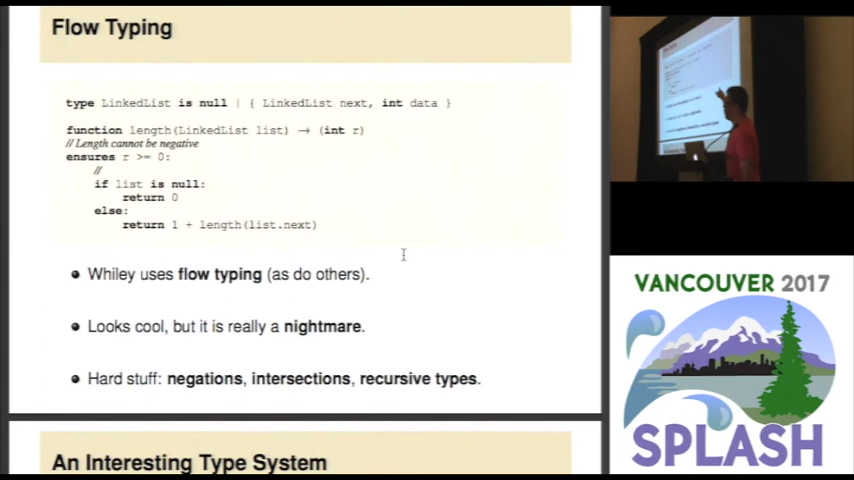 Flow Typing
type LinkedList is null | { LinkedList next, int data }
function length(LinkedList list) → (int r)
// Length cannot be negative
ensures r >= 0:
//
if list is null:
return 0
else:
return 1 + length(list.next)
Whiley uses flow typing (as do others).
Looks cool, but it is really a nightmare.
Hard stuff: negations, intersections, recursive types.
An Interesting Type System
VANCOUVER 2017
SPLASH